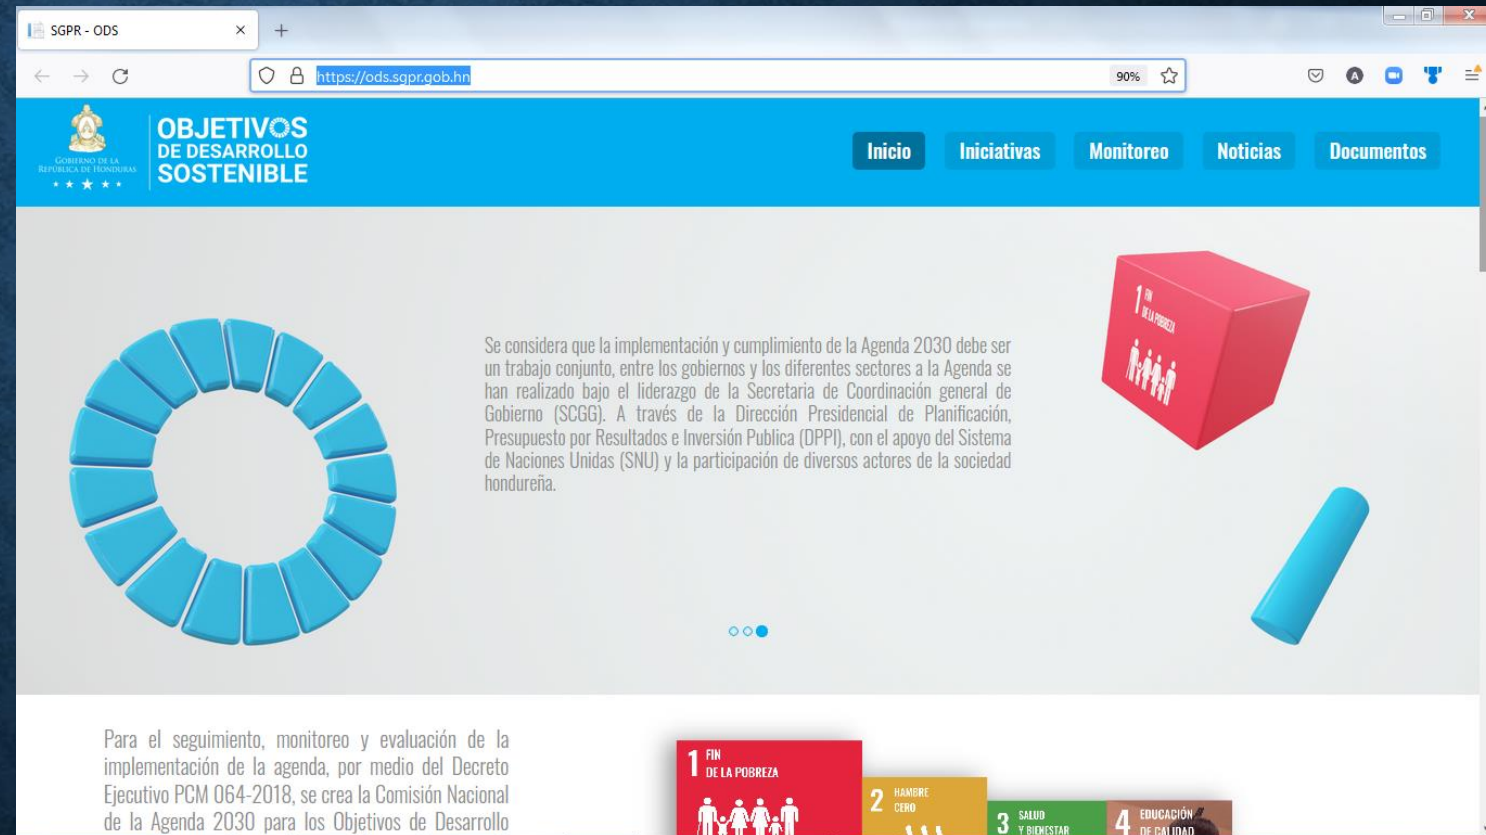 SGPR - ODS
https://ods.sgpr.gob.hn
90%
GOBIERNO DE LA
REPÚBLICA DE HONDURAS
OBJETIVOS
DE DESARROLLO
SOSTENIBLE
Inicio
Iniciativas
Monitoreo
Noticias
Documentos
Se considera que la implementación y cumplimiento de la Agenda 2030 debe ser
un trabajo conjunto, entre los gobiernos y los diferentes sectores a la Agenda se
han realizado bajo el liderazgo de la Secretaria de Coordinación general de
Gobierno (SCGG). A través de la Dirección Presidencial de Planificación,
Presupuesto por Resultados e Inversión Publica (DPPI), con el apoyo del Sistema
de Naciones Unidas (SNU) y la participación de diversos actores de la sociedad
hondureña.
1 FIN
DE LA POBREZA
Para el seguimiento, monitoreo y evaluación de la
implementación de la agenda, por medio del Decreto
Ejecutivo PCM 064-2018, se crea la Comisión Nacional
de la Agenda 2030 para los Objetivos de Desarrollo
1 FIN
DE LA POBREZA
2 HAMBRE
CERO
3 SALUD
Y BIENESTAR
4 EDUCACIÓN
DE CALIDAD